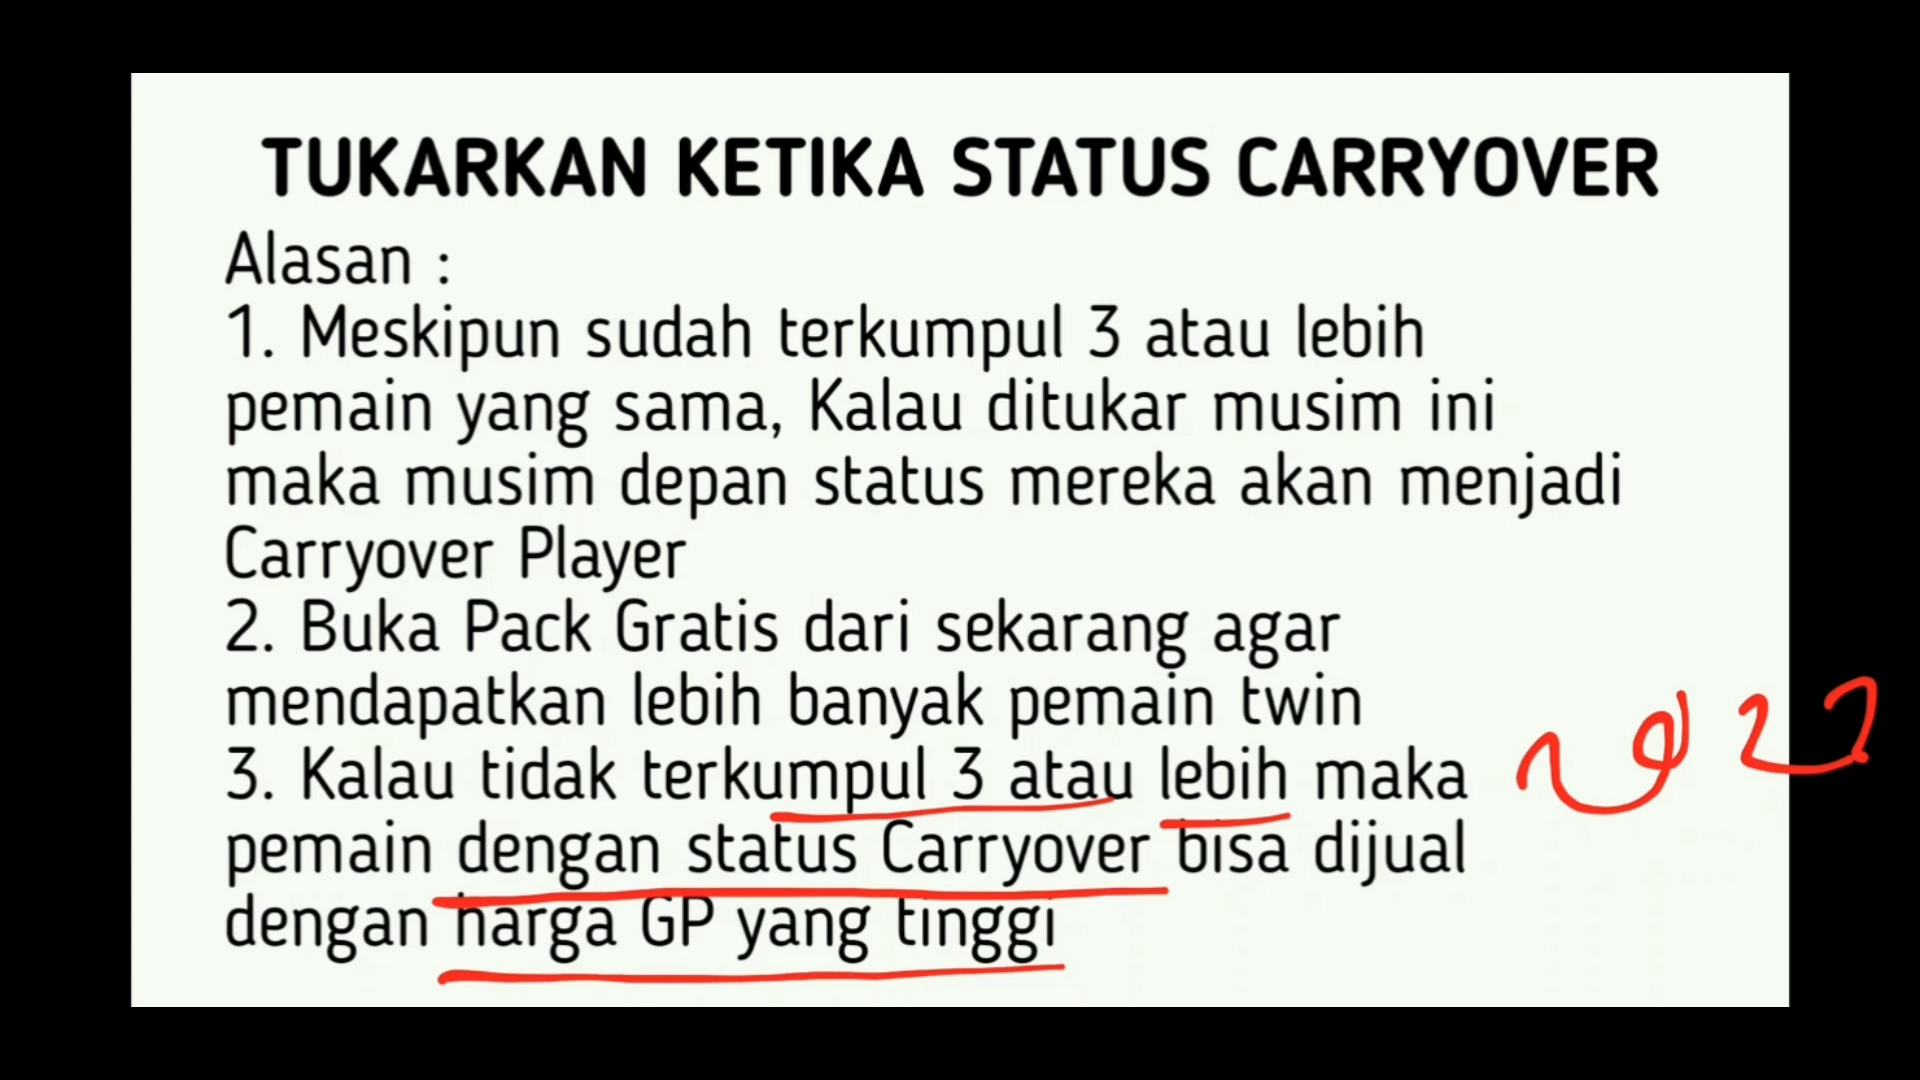 TUKARKAN KETIKA STATUS CARRYOVER
Alasan :
1. Meskipun sudah terkumpul 3 atau lebih
pemain yang sama, Kalau ditukar musim ini
maka musim depan status mereka akan menjadi
Carryover Player
2. Buka Pack Gratis dari sekarang agar
mendapatkan lebih banyak pemain twin
3. Kalau tidak terkumpul 3 atau lebih maka
pemain dengan status Carryover bisa dijual
dengan harga GP yang tinggi